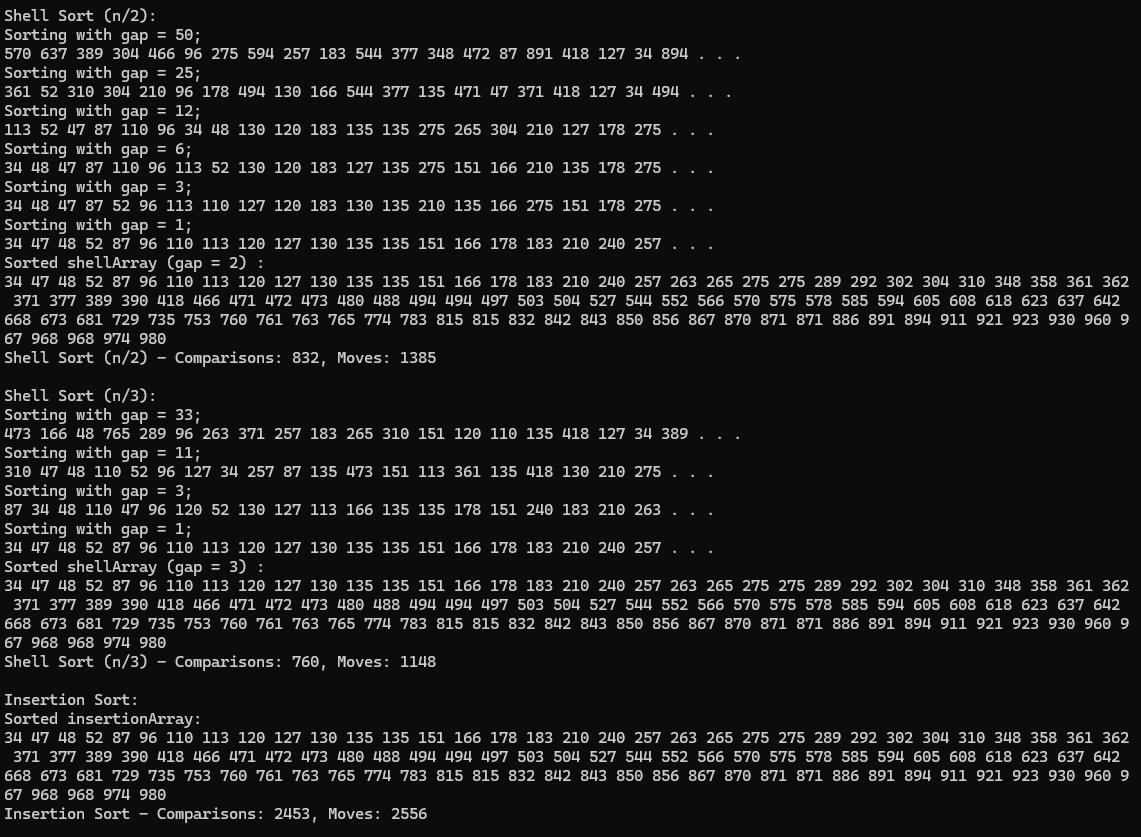 Shell Sort (n/2):
Sorting with gap = 50;
570 637 389 304 466 96 275 594 257 183 544 377 348 472 87 891 418 127 34 894 . . .
Sorting with gap = 25;
361 52 310 304 210 96 178 494 130 166 544 377 135 471 47 371 418 127 34 494 . . .
Sorting with gap = 12;
113 52 47 87 110 96 34 48 130 120 183 135 135 275 265 304 210 127 178 275 . . .
Sorting with gap = 6;
34 48 47 87 110 96 113 52 130 120 183 127 135 275 151 166 210 135 178 275 . . .
Sorting with gap = 3;
34 48 47 87 52 96 113 110 127 120 183 130 135 210 135 166 275 151 178 275 . . .
Sorting with gap = 1;
34 47 48 52 87 96 110 113 120 127 130 135 135 151 166 178 183 210 240 257 . . .
Sorted shellArray (gap = 2) :
34 47 48 52 87 96 110 113 120 127 130 135 135 151 166 178 183 210 240 257 263 265 275 275 289 292 302 304 310 348 358 361 362
371 377 389 390 418 466 471 472 473 480 488 494 494 497 503 504 527 544 552 566 570 575 578 585 594 605 608 618 623 637 642
668 673 681 729 735 753 760 761 763 765 774 783 815 815 832 842 843 850 856 867 870 871 871 886 891 894 911 921 923 930 960 9
67 968 968 974 980
Shell Sort (n/2) - Comparisons: 832, Moves: 1385
Shell Sort (n/3):
Sorting with gap = 33;
473 166 48 765 289 96 263 371 257 183 265 310 151 120 110 135 418 127 34 389 . . .
Sorting with gap = 11;
310 47 48 110 52 96 127 34 257 87 135 473 151 113 361 135 418 130 210 275 . . .
Sorting with gap = 3;
87 34 48 110 47 96 120 52 130 127 113 166 135 135 178 151 240 183 210 263 . . .
Sorting with gap = 1;
34 47 48 52 87 96 110 113 120 127 130 135 135 151 166 178 183 210 240 257 . . .
Sorted shellArray (gap = 3) :
34 47 48 52 87 96 110 113 120 127 130 135 135 151 166 178 183 210 240 257 263 265 275 275 289 292 302 304 310 348 358 361 362
371 377 389 390 418 466 471 472 473 480 488 494 494 497 503 504 527 544 552 566 570 575 578 585 594 605 608 618 623 637 642
668 673 681 729 735 753 760 761 763 765 774 783 815 815 832 842 843 850 856 867 870 871 871 886 891 894 911 921 923 930 960 9
67 968 968 974 980
Shell Sort (n/3) - Comparisons: 760, Moves: 1148
Insertion Sort:
Sorted insertionArray:
34 47 48 52 87 96 110 113 120 127 130 135 135 151 166 178 183 210 240 257 263 265 275 275 289 292 302 304 310 348 358 361 362
371 377 389 390 418 466 471 472 473 480 488 494 494 497 503 504 527 544 552 566 570 575 578 585 594 605 608 618 623 637 642
668 673 681 729 735 753 760 761 763 765 774 783 815 815 832 842 843 850 856 867 870 871 871 886 891 894 911 921 923 930 960 9
67 968 968 974 980
Insertion Sort - Comparisons: 2453, Moves: 2556